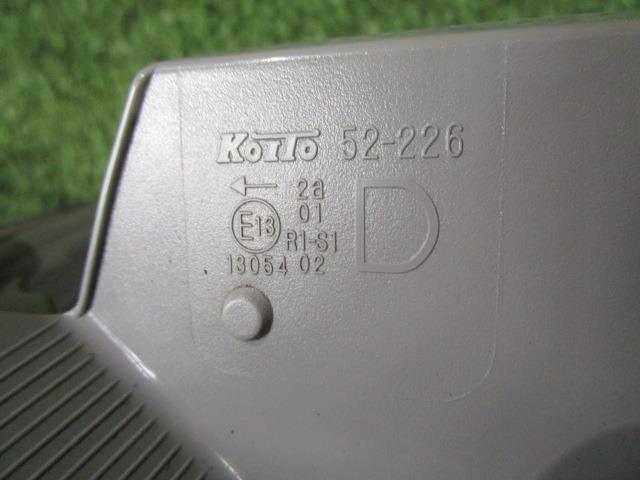 KOITO 52-226
← 2a
01
E13 R1-S1
13054 02
D